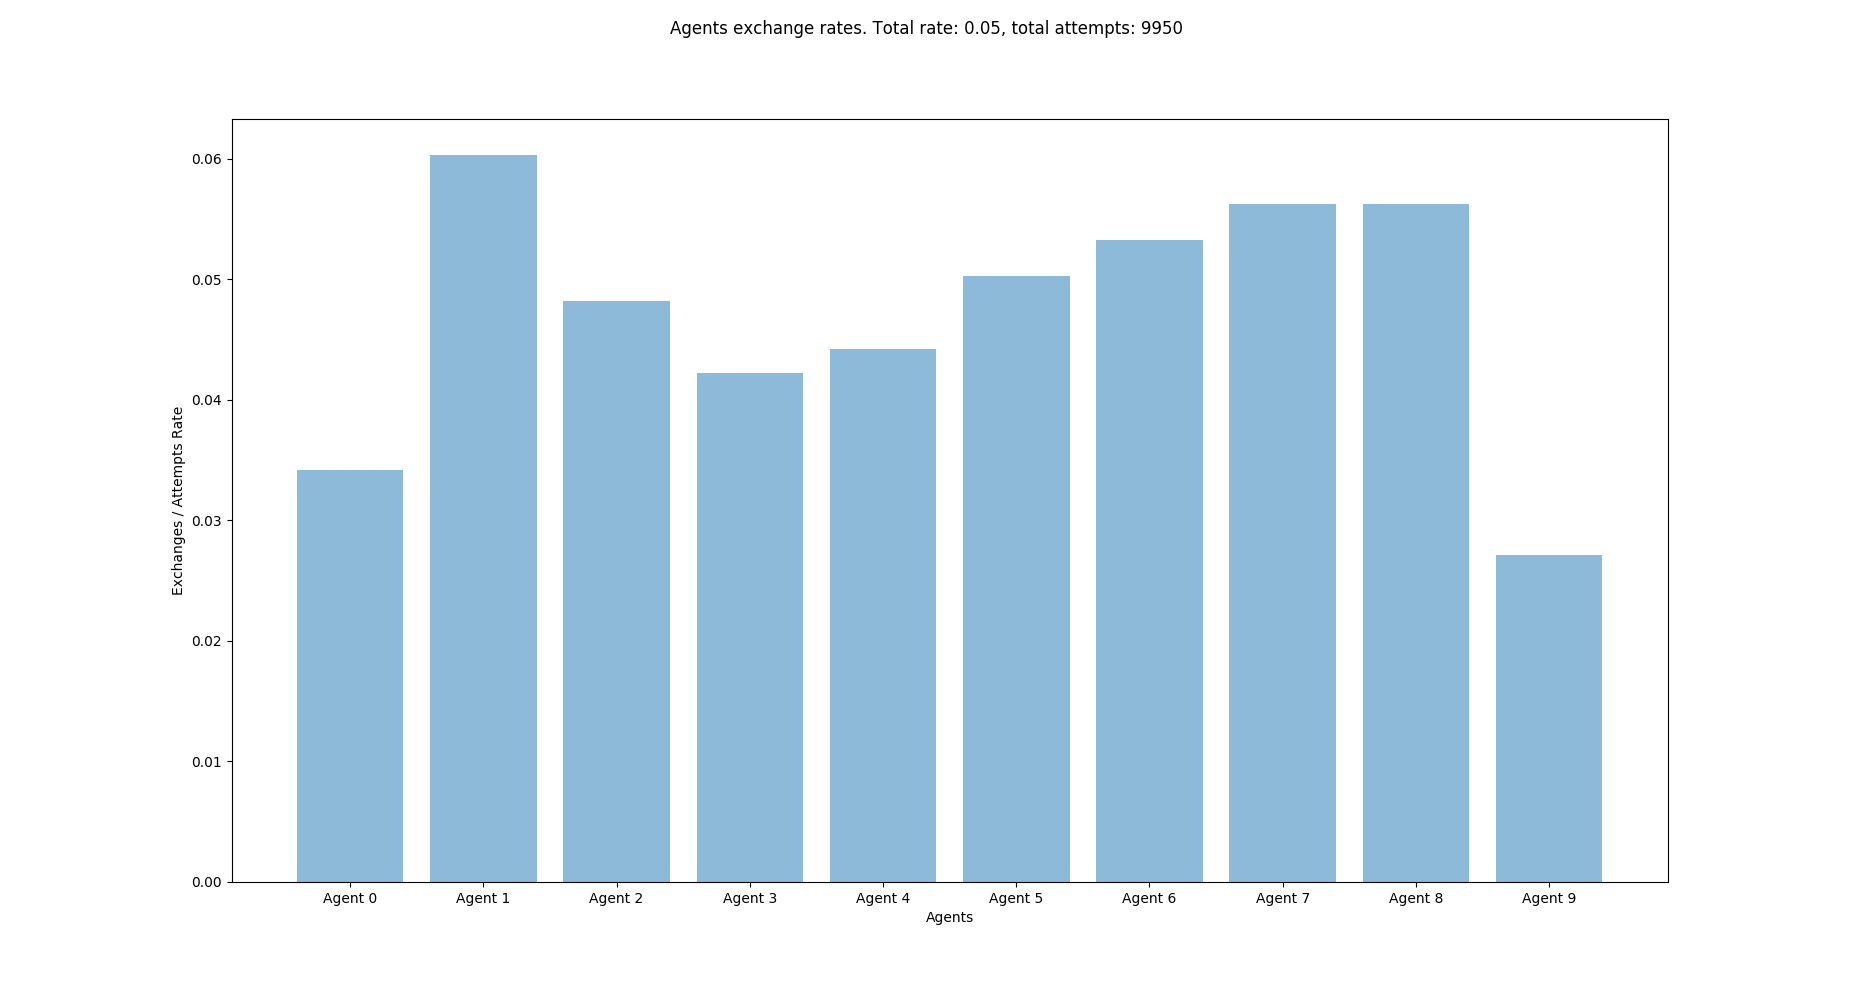 Agents exchange rates. Total rate: 0.05, total attempts: 9950
0.06
0.05
0.04
0.03
0.02
0.01
0.00
Exchanges / Attempts Rate
Agent 0 Agent 1 Agent 2 Agent 3 Agent 4 Agent 5 Agent 6 Agent 7 Agent 8 Agent 9
Agents